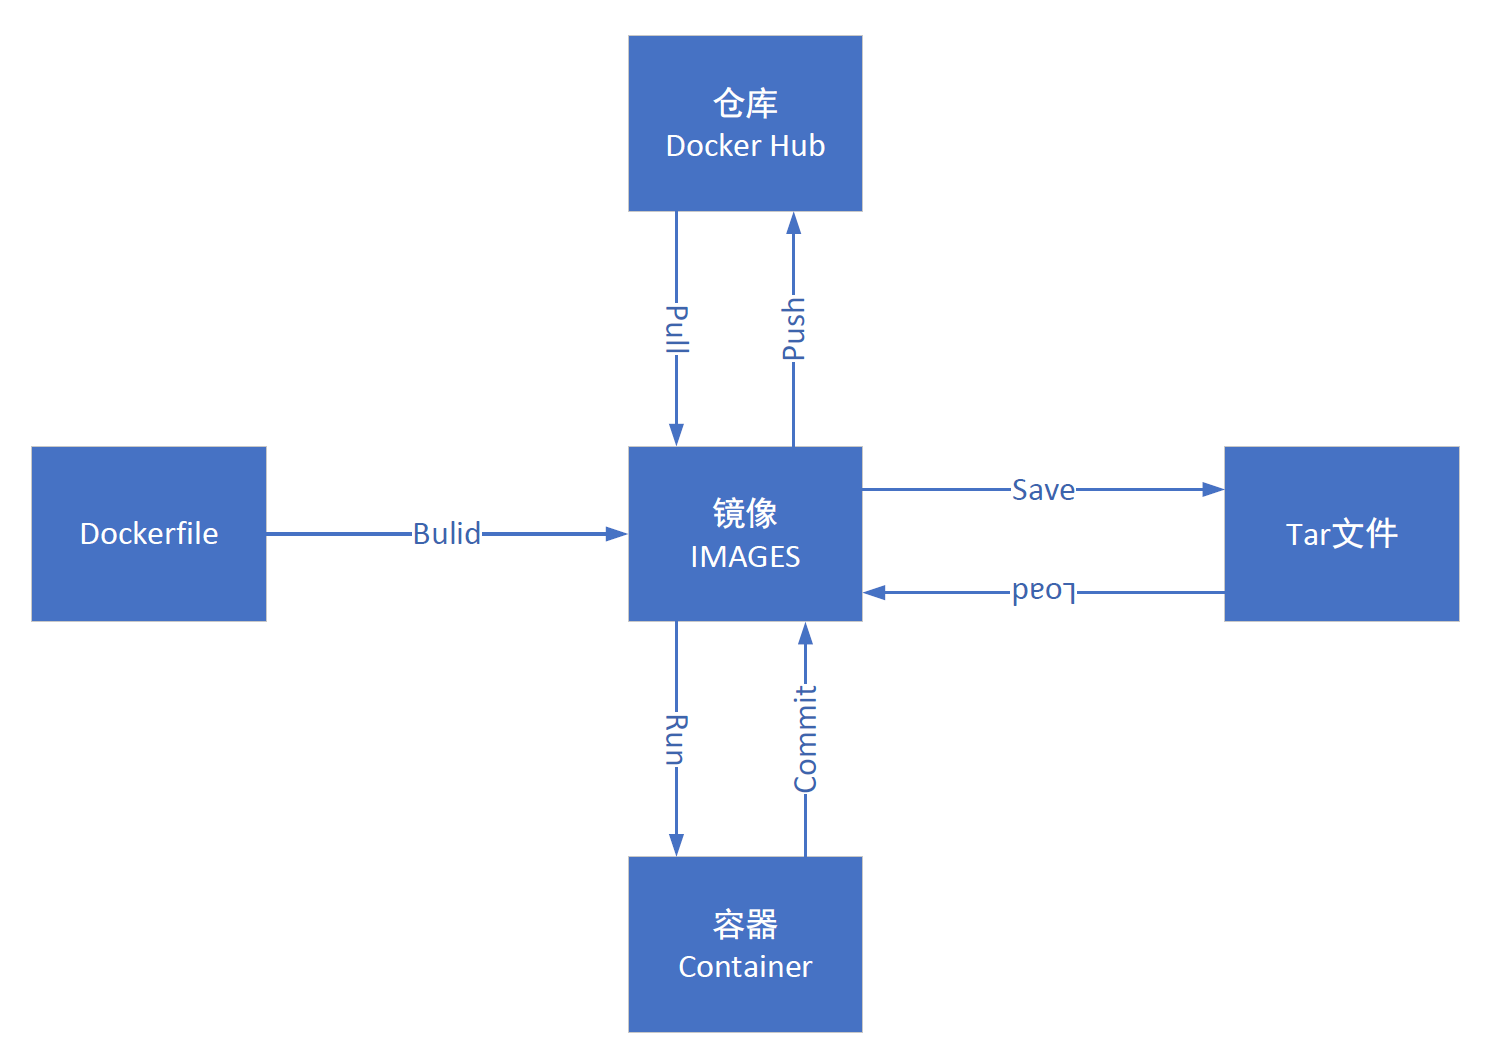 仓库
Docker Hub
Pull
Push
Dockerfile
Bulid
镜像
IMAGES
Save
Load
Tar文件
Run
Commit
容器
Container